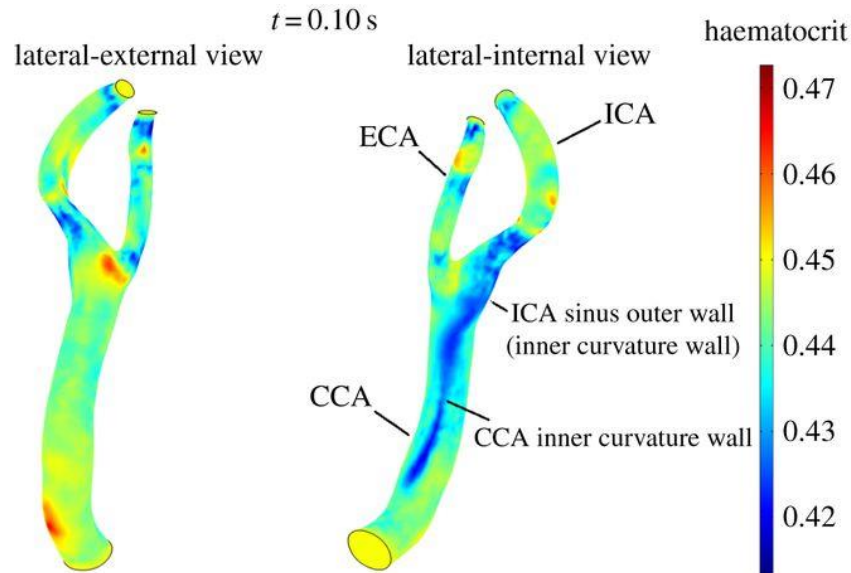 t = 0.10 s
haematocrit
lateral-external view
lateral-internal view
ECA
ICA
ICA sinus outer wall
(inner curvature wall)
CCA
CCA inner curvature wall
0.47
0.46
0.45
0.44
0.43
0.42